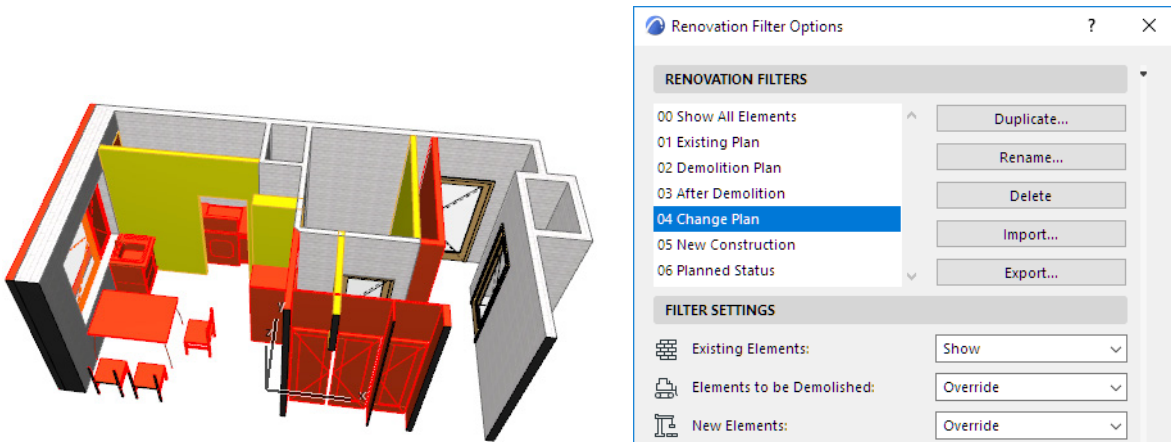 Renovation Filter Options
?
RENOVATION FILTERS
00 Show All Elements
01 Existing Plan
02 Demolition Plan
03 After Demolition
04 Change Plan
05 New Construction
06 Planned Status
Duplicate...
Rename...
Delete
Import...
Export...
FILTER SETTINGS
Existing Elements: Show
Elements to be Demolished: Override
New Elements: Override